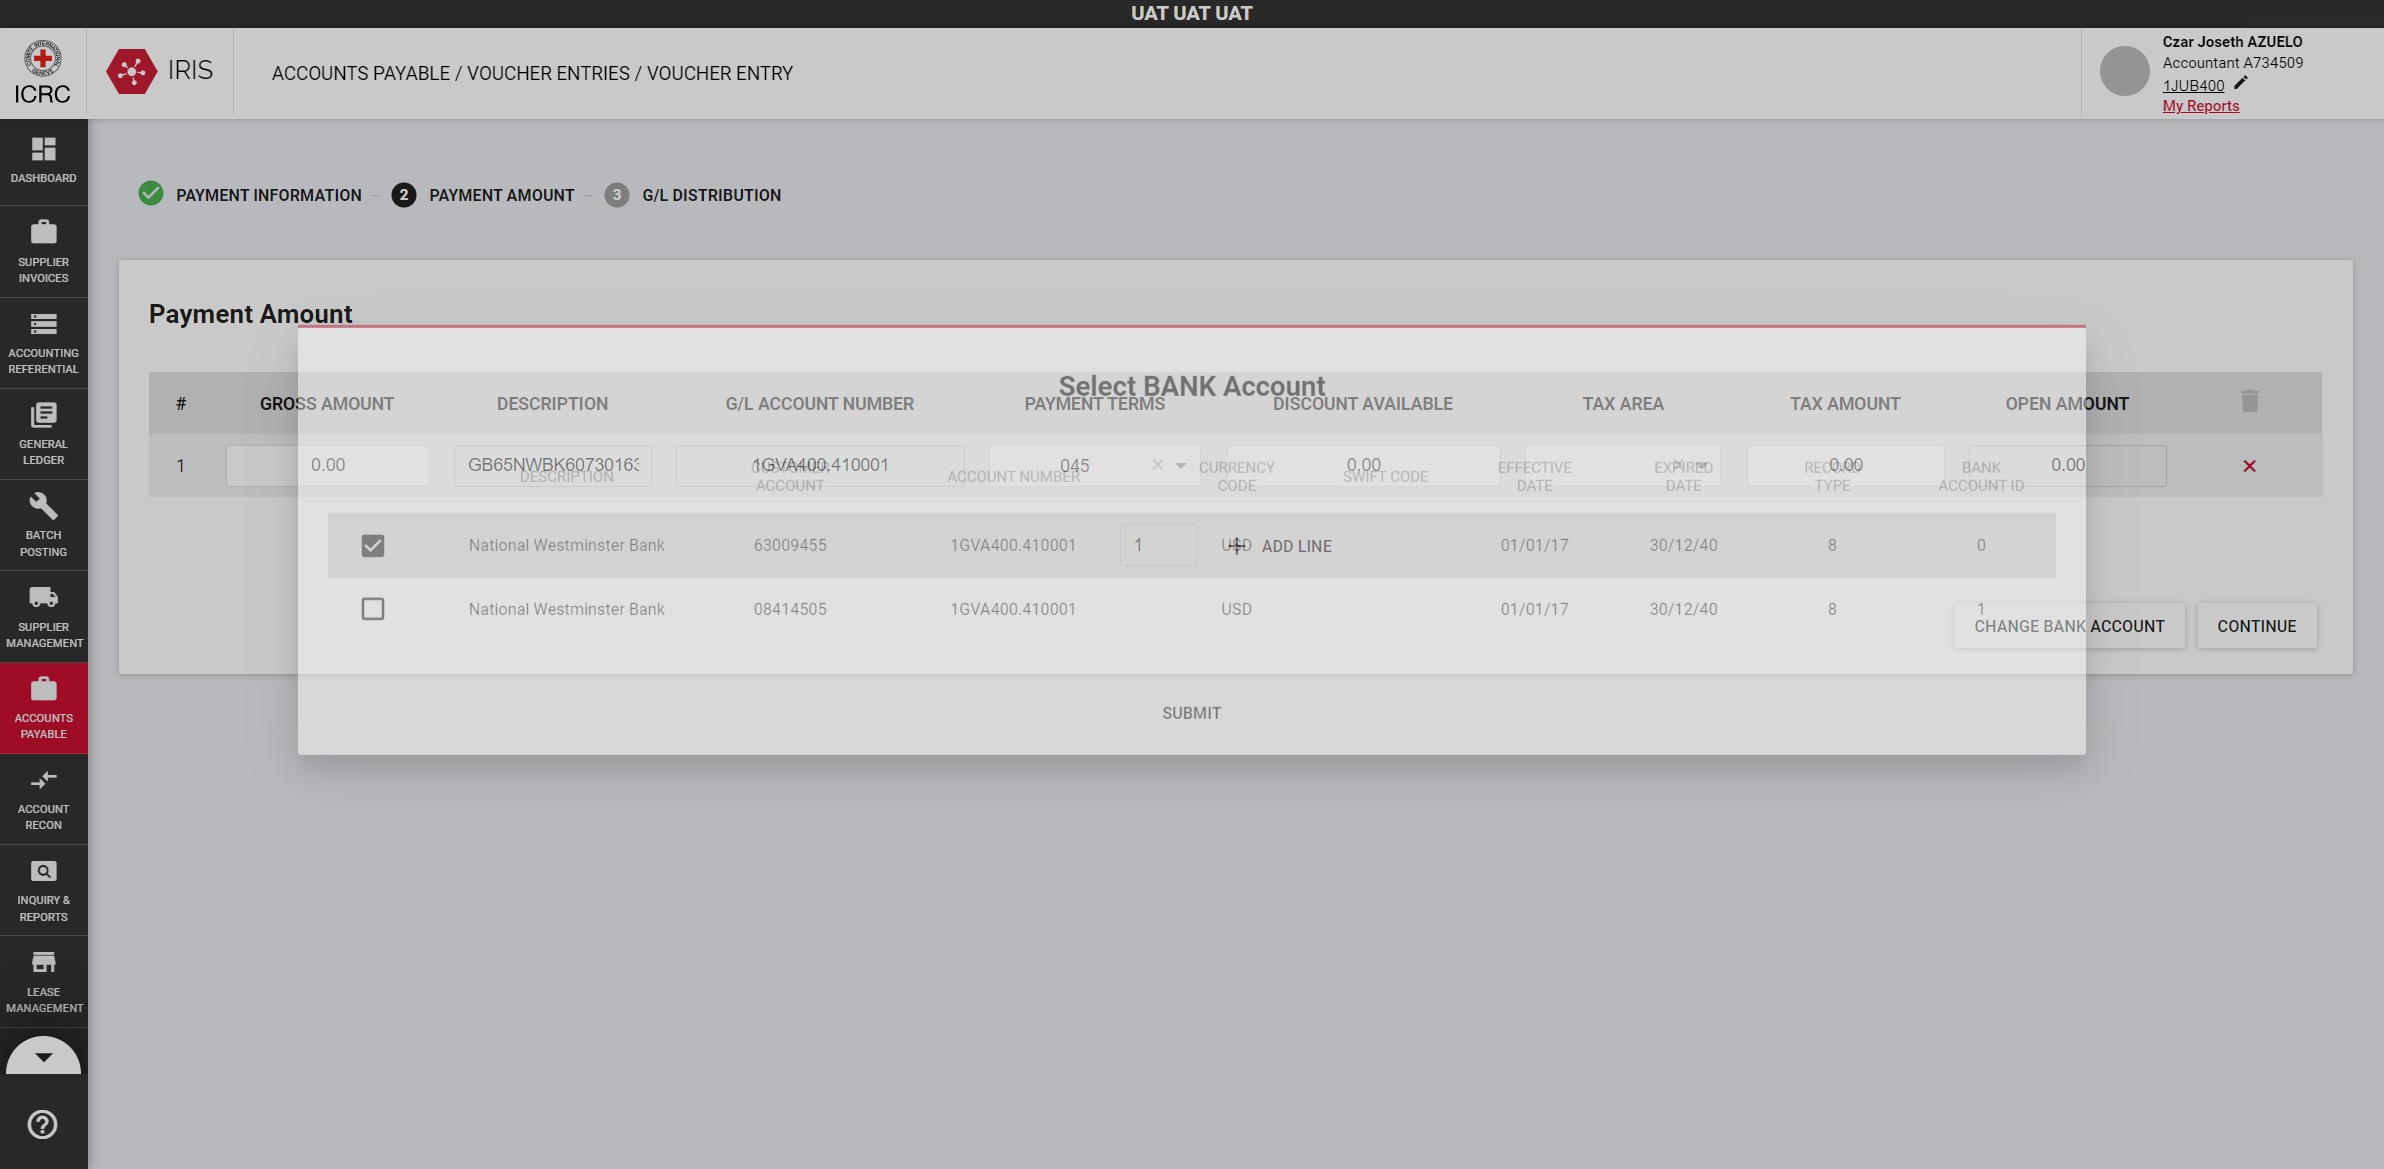 UAT UAT UAT
ICRC
IRIS
ACCOUNTS PAYABLE / VOUCHER ENTRIES / VOUCHER ENTRY
Czar Joseth AZUELO
Accountant A734509
1JUB400
My Reports
DASHBOARD
SUPPLIER
INVOICES
ACCOUNTING
REFERENTIAL
GENERAL
LEDGER
BATCH
POSTING
SUPPLIER
MANAGEMENT
ACCOUNTS
PAYABLE
ACCOUNT
RECON
INQUIRY &
REPORTS
LEASE
MANAGEMENT
PAYMENT INFORMATION
2 PAYMENT AMOUNT
3 G/L DISTRIBUTION
Payment Amount
# GROSS AMOUNT DESCRIPTION G/L ACCOUNT NUMBER PAYMENT TERMS DISCOUNT AVAILABLE TAX AREA TAX AMOUNT OPEN AMOUNT
1 0.00 GB65NWBK60730163 1GVA400.410001 045 0.00 0.00 0.00
1 ADD LINE
CHANGE BANK ACCOUNT CONTINUE
Select BANK Account
DESCRIPTION CUSTOMER ACCOUNT ACCOUNT NUMBER CURRENCY CODE SWIFT CODE EFFECTIVE DATE EXPIRED DATE RECORD TYPE BANK ACCOUNT ID
National Westminster Bank 63009455 1GVA400.410001 USD 01/01/17 30/12/40 8 0
National Westminster Bank 08414505 1GVA400.410001 USD 01/01/17 30/12/40 8 1
SUBMIT